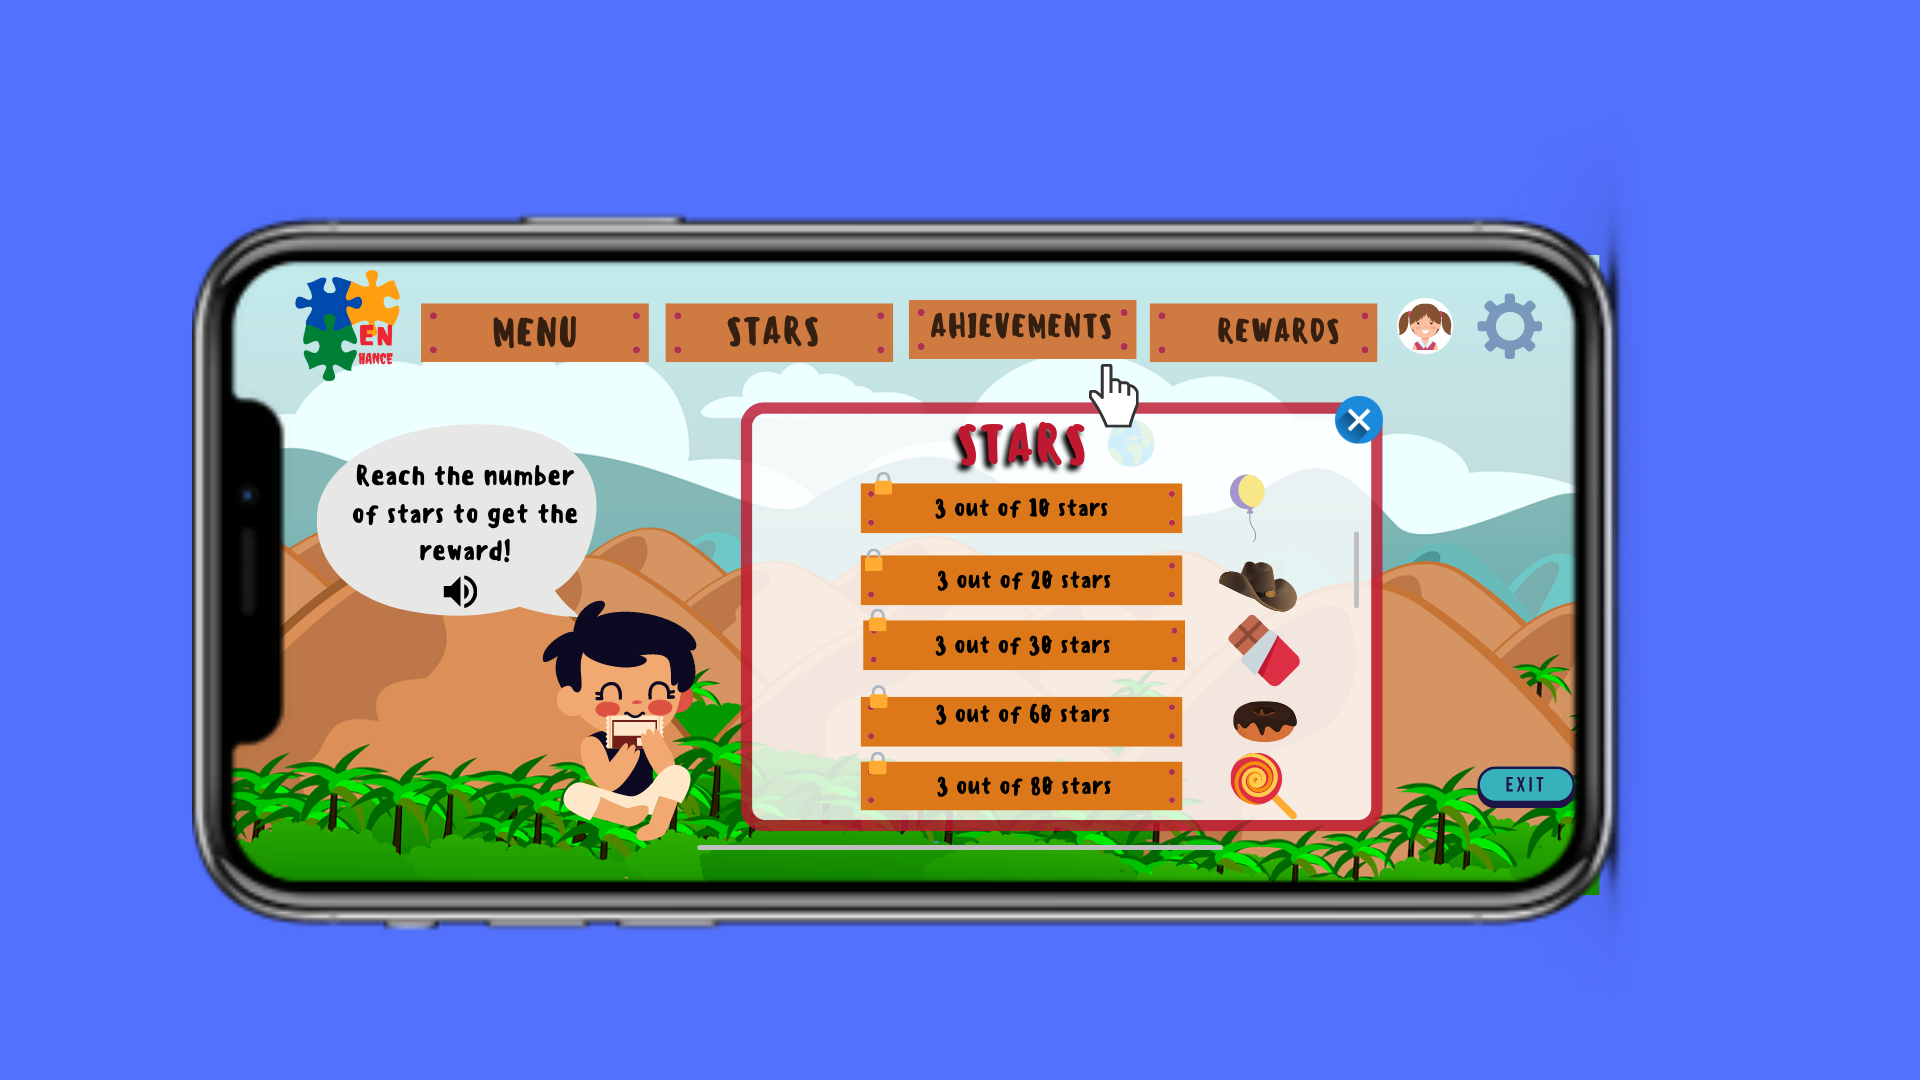 EN
HANCE
MENU
STARS
AHIEVEMENTS
REWARDS
Reach the number
of stars to get the
reward!
STARS
3 out of 10 stars
3 out of 20 stars
3 out of 30 stars
3 out of 60 stars
3 out of 80 stars
EXIT